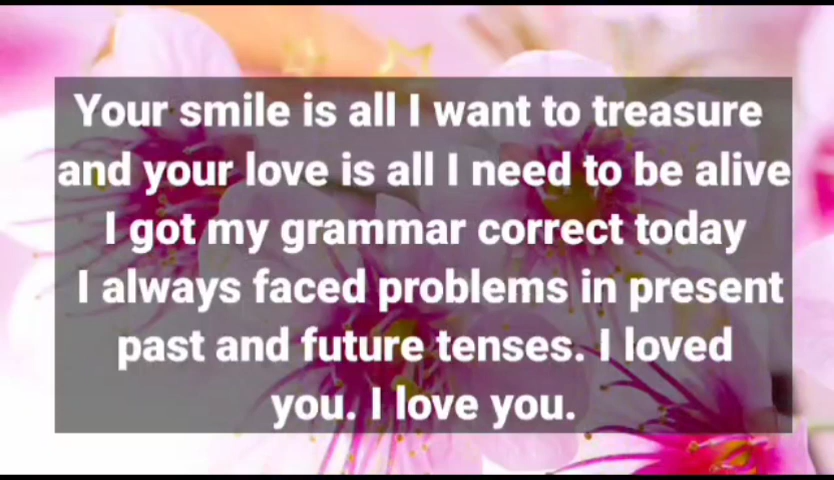 Your smile is all I want to treasure
and your love is all I need to be alive
I got my grammar correct today
I always faced problems in present
past and future tenses. I loved
you. I love you.